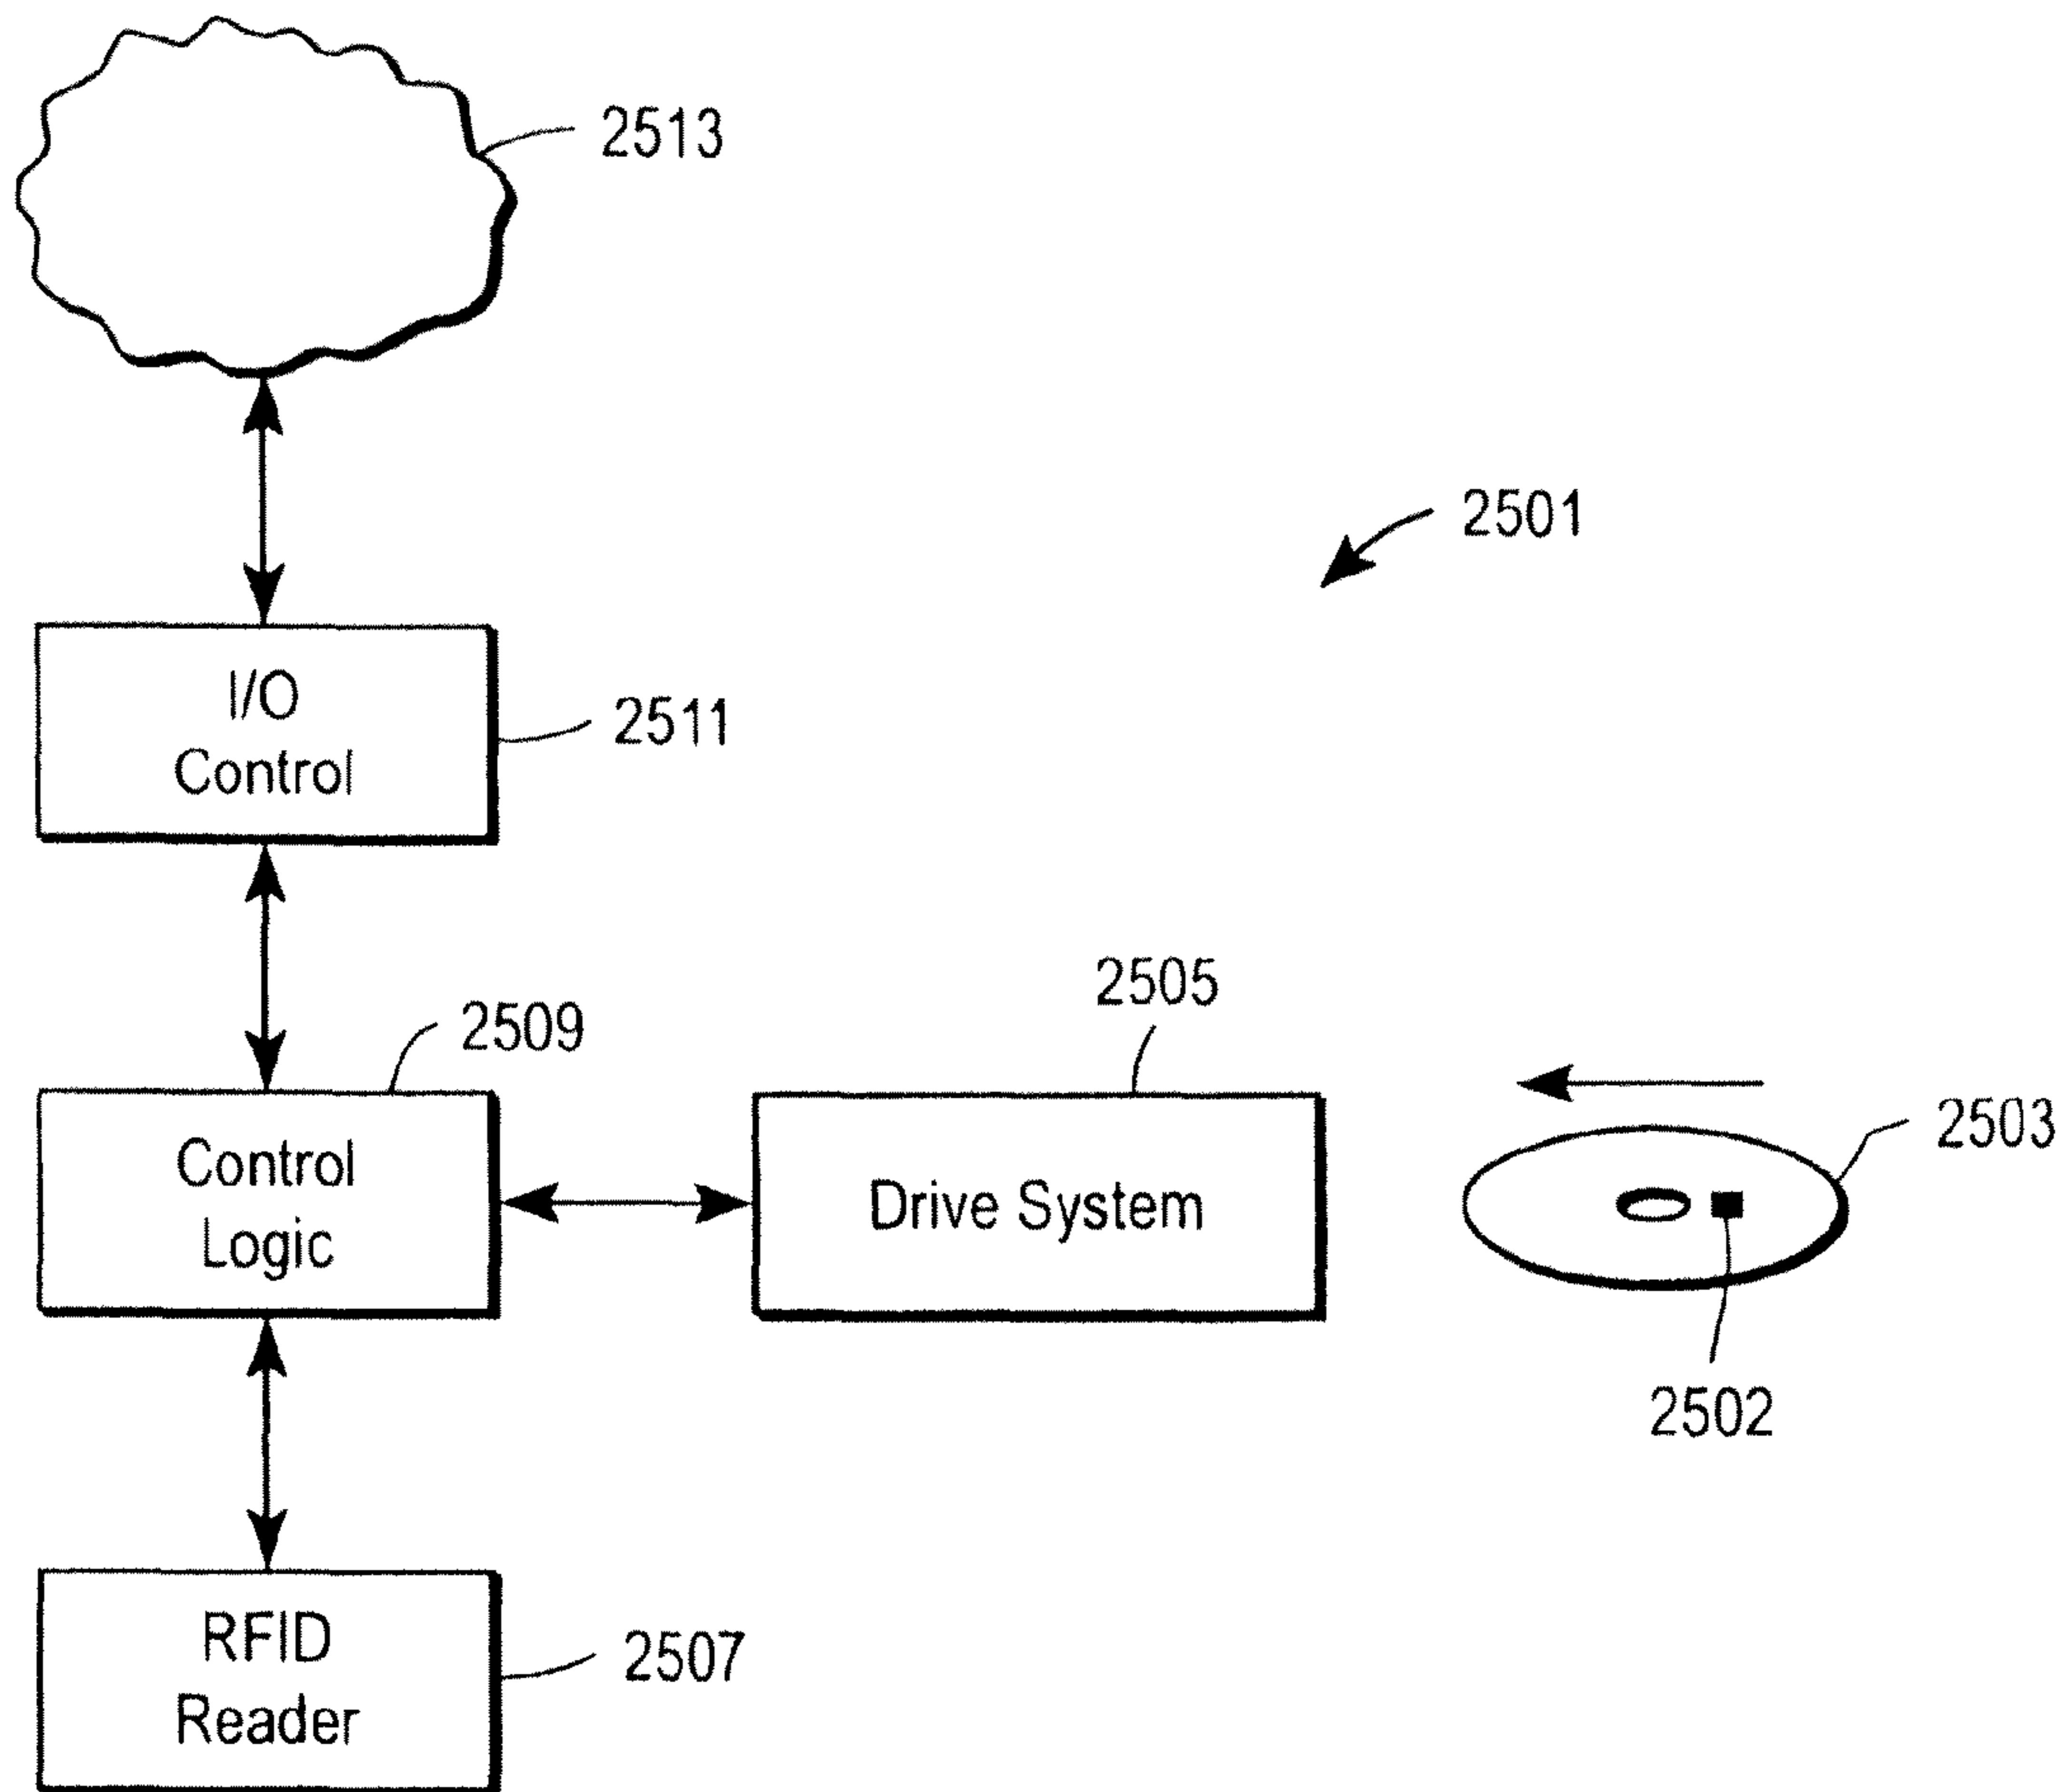 2513
2501
I/O
Control
2511
2509
2505
2503
Control
Logic
Drive System
2502
RFID
Reader
2507